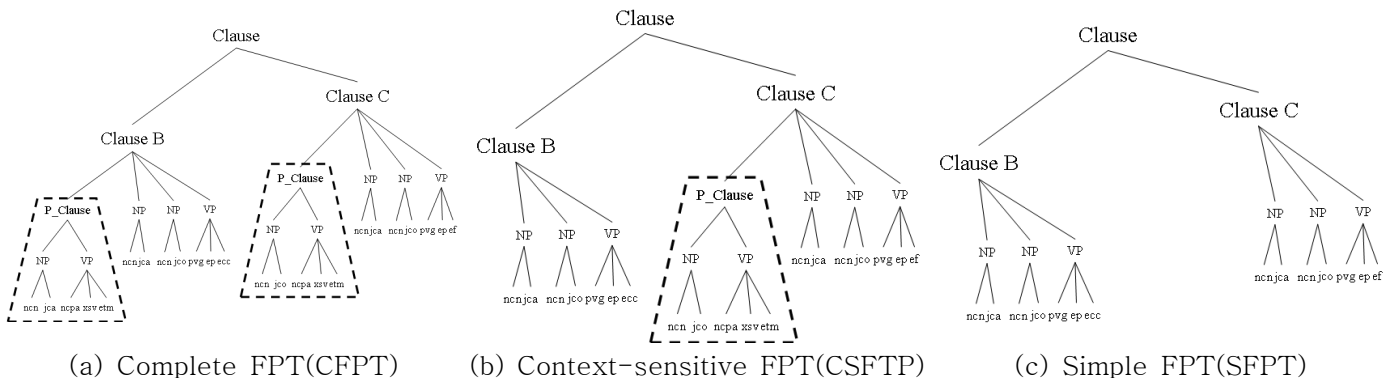 Clause
Clause B
Clause C
P_Clause
NP
NP
VP
P_Clause
NP
NP
VP
NP
VP
ncn jca
ncn jco
pvg ep ecc
NP
VP
ncn jca
ncn jco
pvg ep ef
ncn jca
ncpa xsv etm
ncn jco
ncpa xsv etm
(a) Complete FPT(CFPT)
Clause
Clause B
Clause C
NP
NP
VP
P_Clause
NP
NP
VP
ncn jca
ncn jco
pvg ep ecc
NP
VP
ncn jca
ncn jco
pvg ep ef
ncn jco
ncpa xsv etm
(b) Context-sensitive FPT(CSFTP)
Clause
Clause B
Clause C
NP
NP
VP
NP
NP
VP
ncn jca
ncn jco
pvg ep ecc
ncn jca
ncn jco
pvg ep ef
(c) Simple FPT(SFPT)